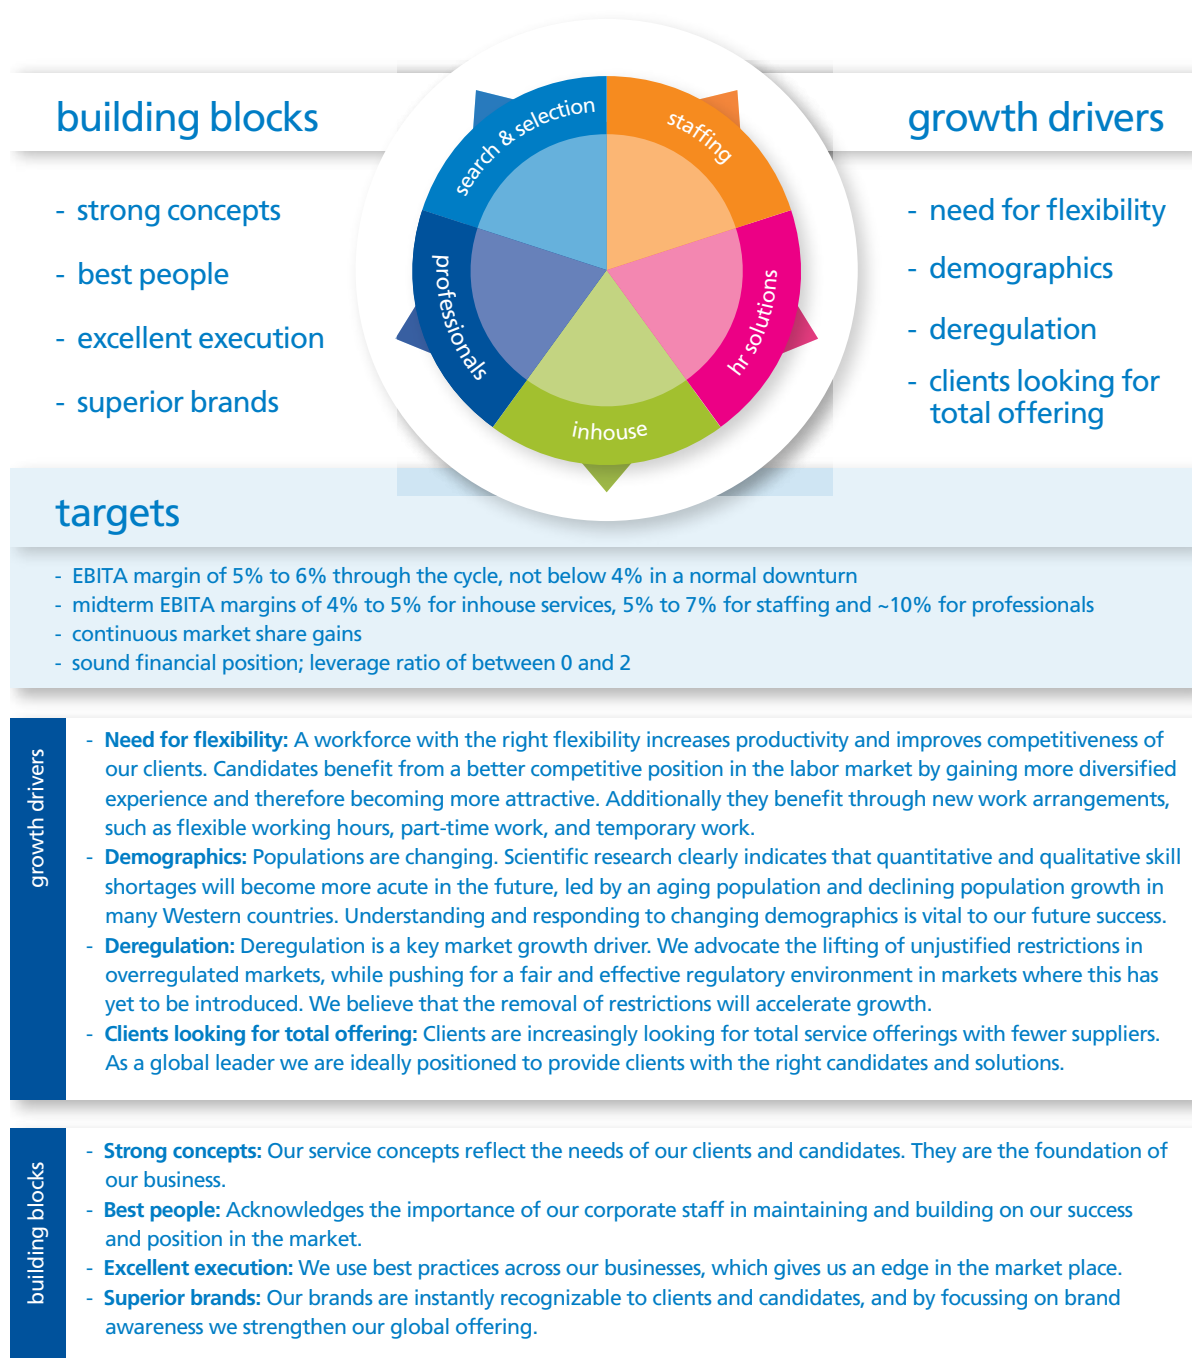 building blocks
- strong concepts
- best people
- excellent execution
- superior brands
search & selection
staffing
professionals
hr solutions
inhouse
growth drivers
- need for flexibility
- demographics
- deregulation
- clients looking for
total offering
targets
- EBITA margin of 5% to 6% through the cycle, not below 4% in a normal downturn
- midterm EBITA margins of 4% to 5% for inhouse services, 5% to 7% for staffing and ~10% for professionals
- continuous market share gains
- sound financial position; leverage ratio of between 0 and 2
growth drivers
- Need for flexibility: A workforce with the right flexibility increases productivity and improves competitiveness of
our clients. Candidates benefit from a better competitive position in the labor market by gaining more diversified
experience and therefore becoming more attractive. Additionally they benefit through new work arrangements,
such as flexible working hours, part-time work, and temporary work.
- Demographics: Populations are changing. Scientific research clearly indicates that quantitative and qualitative skill
shortages will become more acute in the future, led by an aging population and declining population growth in
many Western countries. Understanding and responding to changing demographics is vital to our future success.
- Deregulation: Deregulation is a key market growth driver. We advocate the lifting of unjustified restrictions in
overregulated markets, while pushing for a fair and effective regulatory environment in markets where this has
yet to be introduced. We believe that the removal of restrictions will accelerate growth.
- Clients looking for total offering: Clients are increasingly looking for total service offerings with fewer suppliers.
As a global leader we are ideally positioned to provide clients with the right candidates and solutions.
building blocks
- Strong concepts: Our service concepts reflect the needs of our clients and candidates. They are the foundation of
our business.
- Best people: Acknowledges the importance of our corporate staff in maintaining and building on our success
and position in the market.
- Excellent execution: We use best practices across our businesses, which gives us an edge in the market place.
- Superior brands: Our brands are instantly recognizable to clients and candidates, and by focussing on brand
awareness we strengthen our global offering.